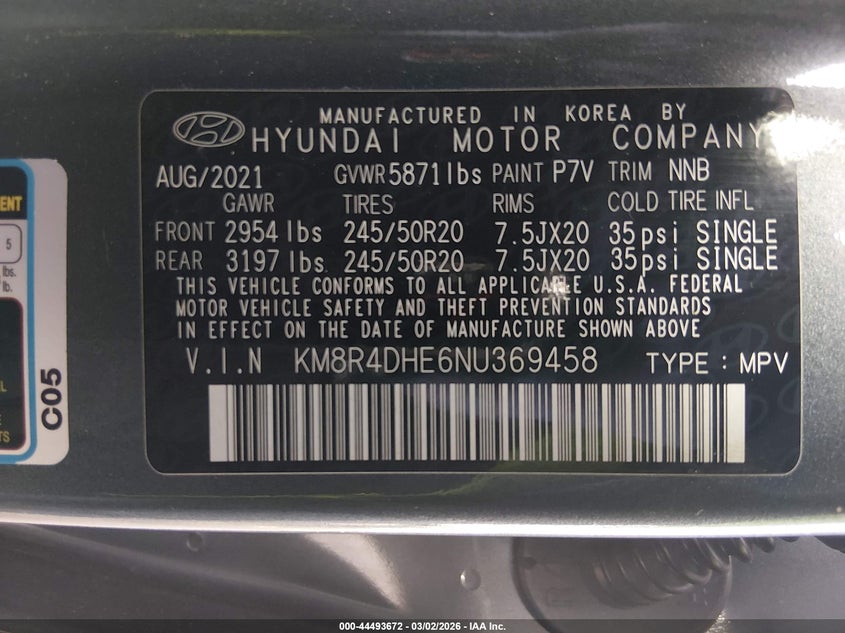 MANUFACTURED IN KOREA BY
HYUNDAI MOTOR COMPANY
AUG/2021 GVWR5871lbs PAINT P7V TRIM NNB
GAWR TIRES RIMS COLD TIRE INFL
FRONT 2954 lbs 245/50R20 7.5JX20 35psi SINGLE
REAR 3197 lbs 245/50R20 7.5JX20 35psi SINGLE
THIS VEHICLE CONFORMS TO ALL APPLICABLE U.S.A. FEDERAL
MOTOR VEHICLE SAFETY AND THEFT PREVENTION STANDARDS
IN EFFECT ON THE DATE OF MANUFACTURE SHOWN ABOVE
V.I.N KM8R4DHE6NU369458 TYPE : MPV
5
lbs.
lb.
C05
000-44493672 - 03/02/2026 - IAA Inc.